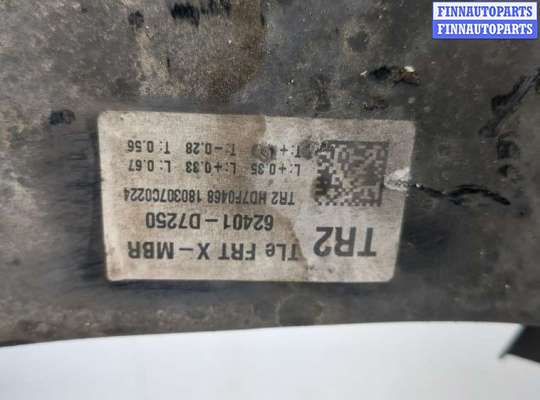 FINNAUTOPARTS
FINNAUTOPARTS
TR2
TLe FRT X-MBR
62401-D7250
TR2 HD7F0468 180307C0224
L:+0.35 L:+0.33 L:0.67
T:-0.28 T:0.56